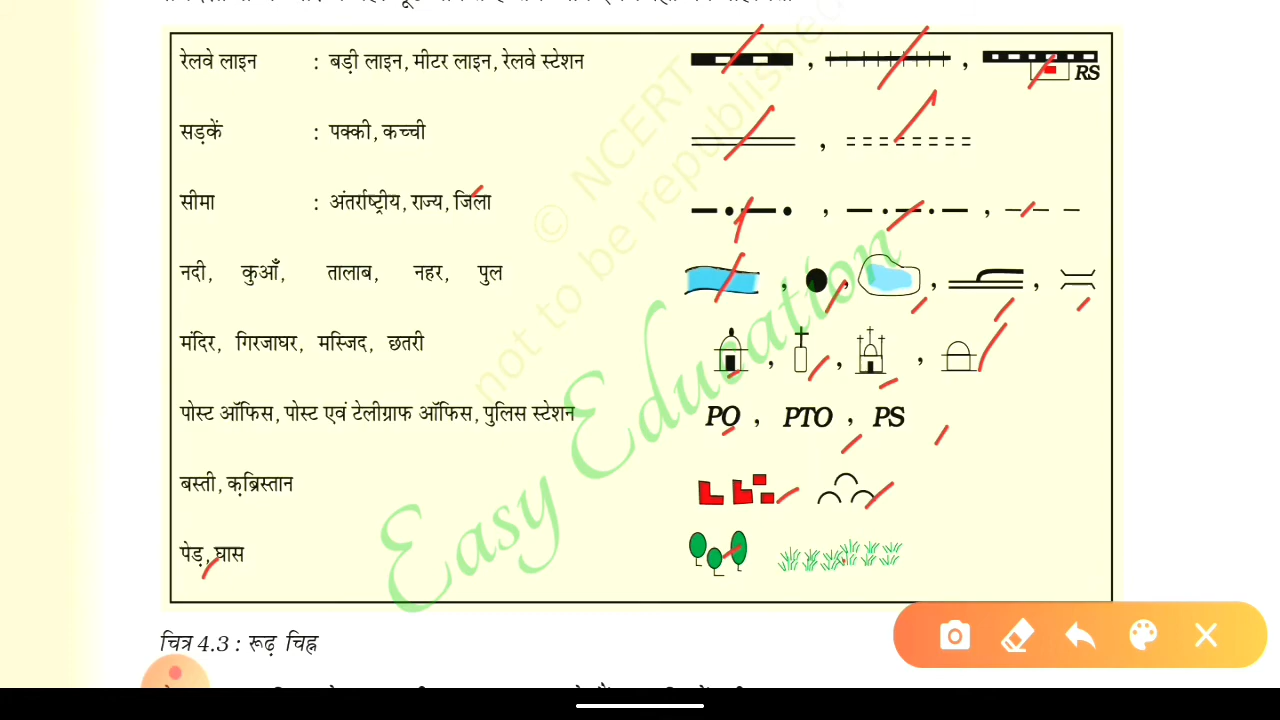 रेलवे लाइन : बड़ी लाइन, मीटर लाइन, रेलवे स्टेशन , , RS
सड़कें : पक्की, कच्ची ,
सीमा : अंतर्राष्ट्रीय, राज्य, जिला , ,
नदी, कुआँ, तालाब, नहर, पुल , , , ,
मंदिर, गिरजाघर, मस्जिद, छतरी , , ,
पोस्ट ऑफिस, पोस्ट एवं टेलीग्राफ ऑफिस, पुलिस स्टेशन PO , PTO , PS
बस्ती, क़ब्रिस्तान
पेड़, घास
© NCERT
not to be republished
Easy Education
चित्र 4.3 : रूढ़ चिह्न